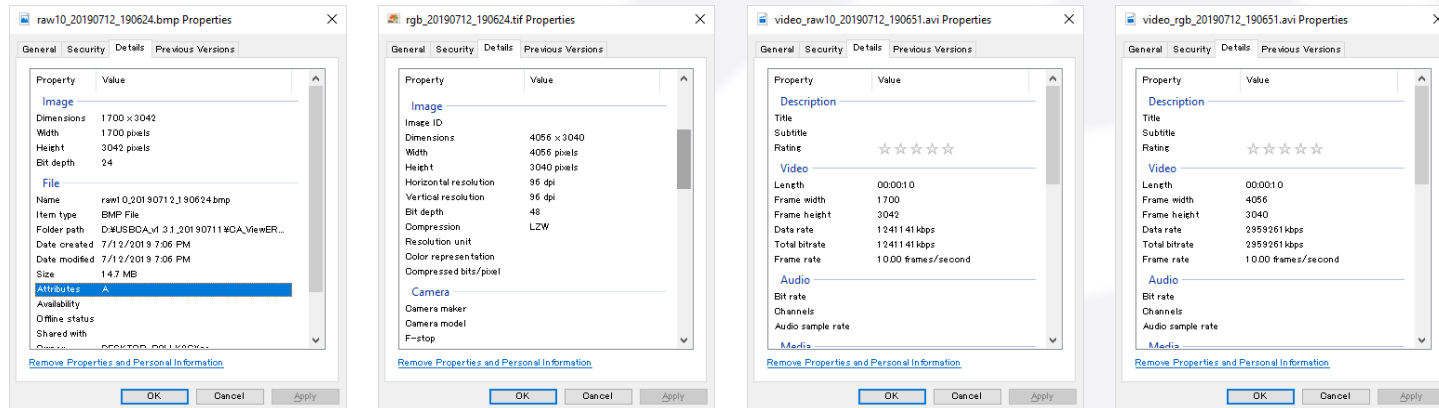 raw10_20190712_190624.bmp Properties
General Security Details Previous Versions
Property Value
Image
Dimensions 1700 × 3042
Width 1700 pixels
Height 3042 pixels
Bit depth 24
File
Name raw10_20190712_190624.bmp
Item type BMP File
Folder path D:¥USBCA_v1.3.1_20190711¥CA_ViewER...
Date created 7/12/2019 7:06 PM
Date modified 7/12/2019 7:06 PM
Size 14.7 MB
Attributes A
Availability
Offline status
Shared with
Remove Properties and Personal Information
OK Cancel Apply
rgb_20190712_190624.tif Properties
General Security Details Previous Versions
Property Value
Image
Image ID
Dimensions 4056 × 3040
Width 4056 pixels
Height 3040 pixels
Horizontal resolution 96 dpi
Vertical resolution 96 dpi
Bit depth 48
Compression LZW
Resolution unit
Color representation
Compressed bits/pixel
Camera
Camera maker
Camera model
F-stop
Remove Properties and Personal Information
OK Cancel Apply
video_raw10_20190712_190651.avi Properties
General Security Details Previous Versions
Property Value
Description
Title
Subtitle
Rating
Video
Length 00:00:10
Frame width 1700
Frame height 3042
Data rate 1241141kbps
Total bitrate 1241141kbps
Frame rate 10.00 frames/second
Audio
Bit rate
Channels
Audio sample rate
Media
Remove Properties and Personal Information
OK Cancel Apply
video_rgb_20190712_190651.avi Properties
General Security Details Previous Versions
Property Value
Description
Title
Subtitle
Rating
Video
Length 00:00:10
Frame width 4056
Frame height 3040
Data rate 2959261kbps
Total bitrate 2959261kbps
Frame rate 10.00 frames/second
Audio
Bit rate
Channels
Audio sample rate
Media
Remove Properties and Personal Information
OK Cancel Apply